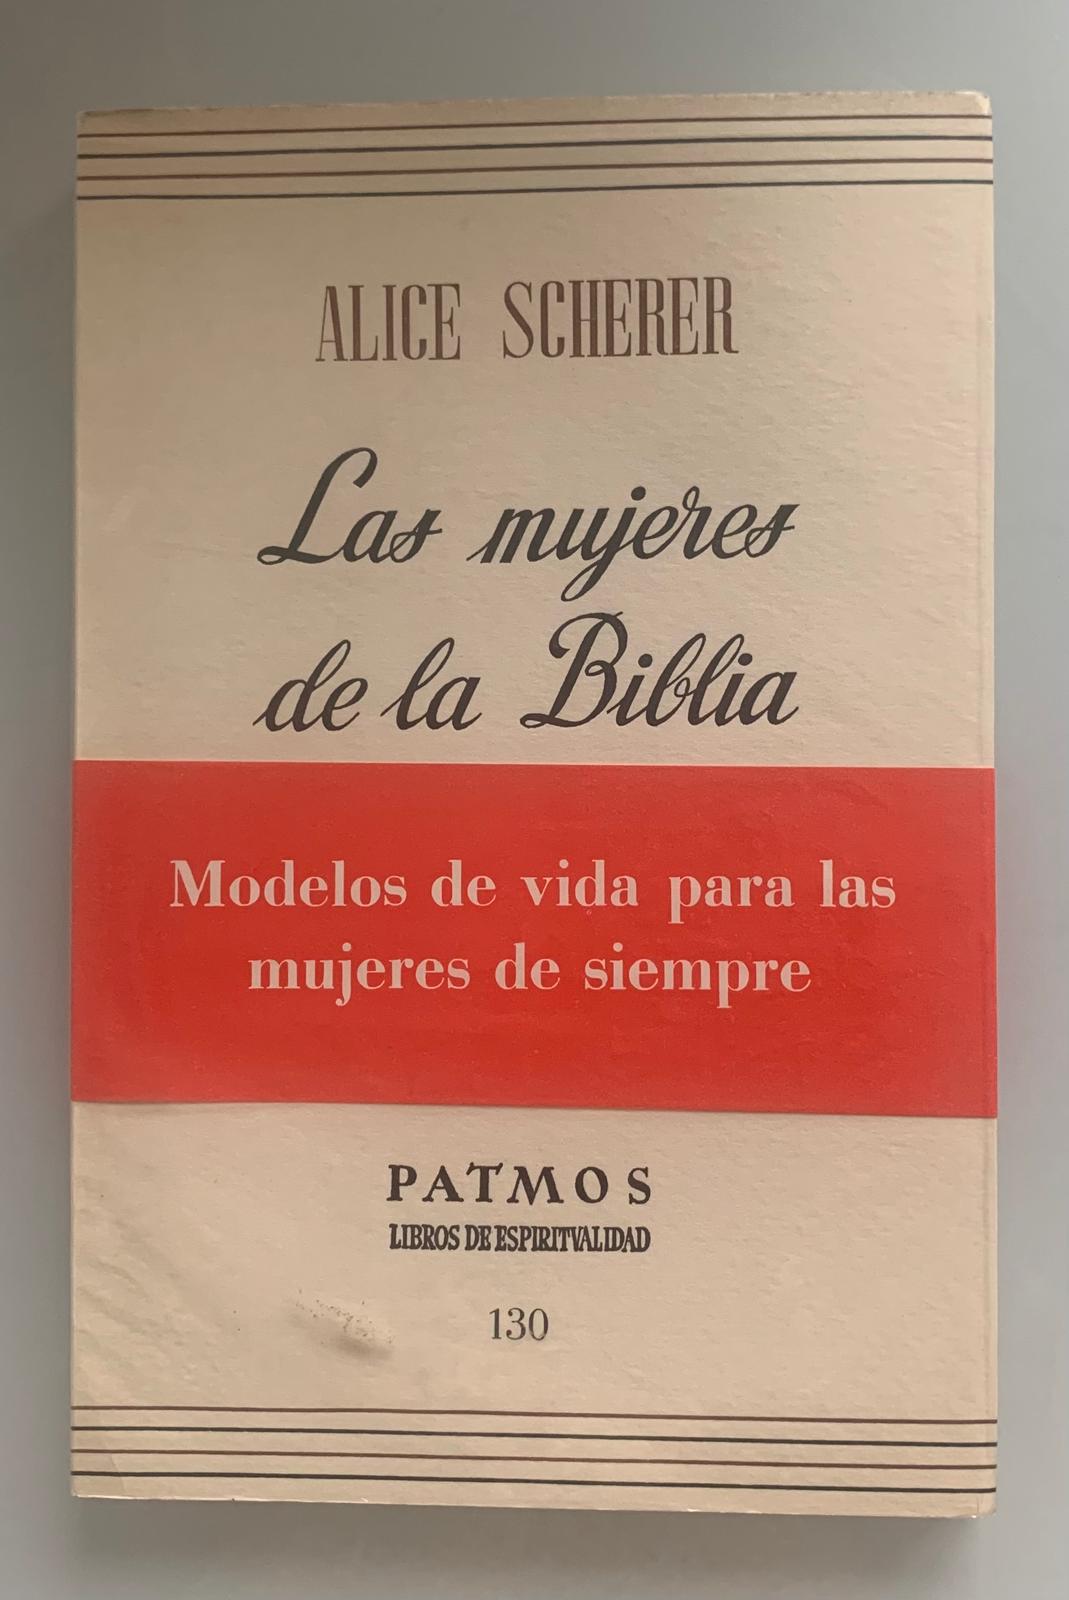 ALICE SCHERER
Las mujeres
de la Biblia
Modelos de vida para las
mujeres de siempre
PATMOS
LIBROS DE ESPIRITVALIDAD
130